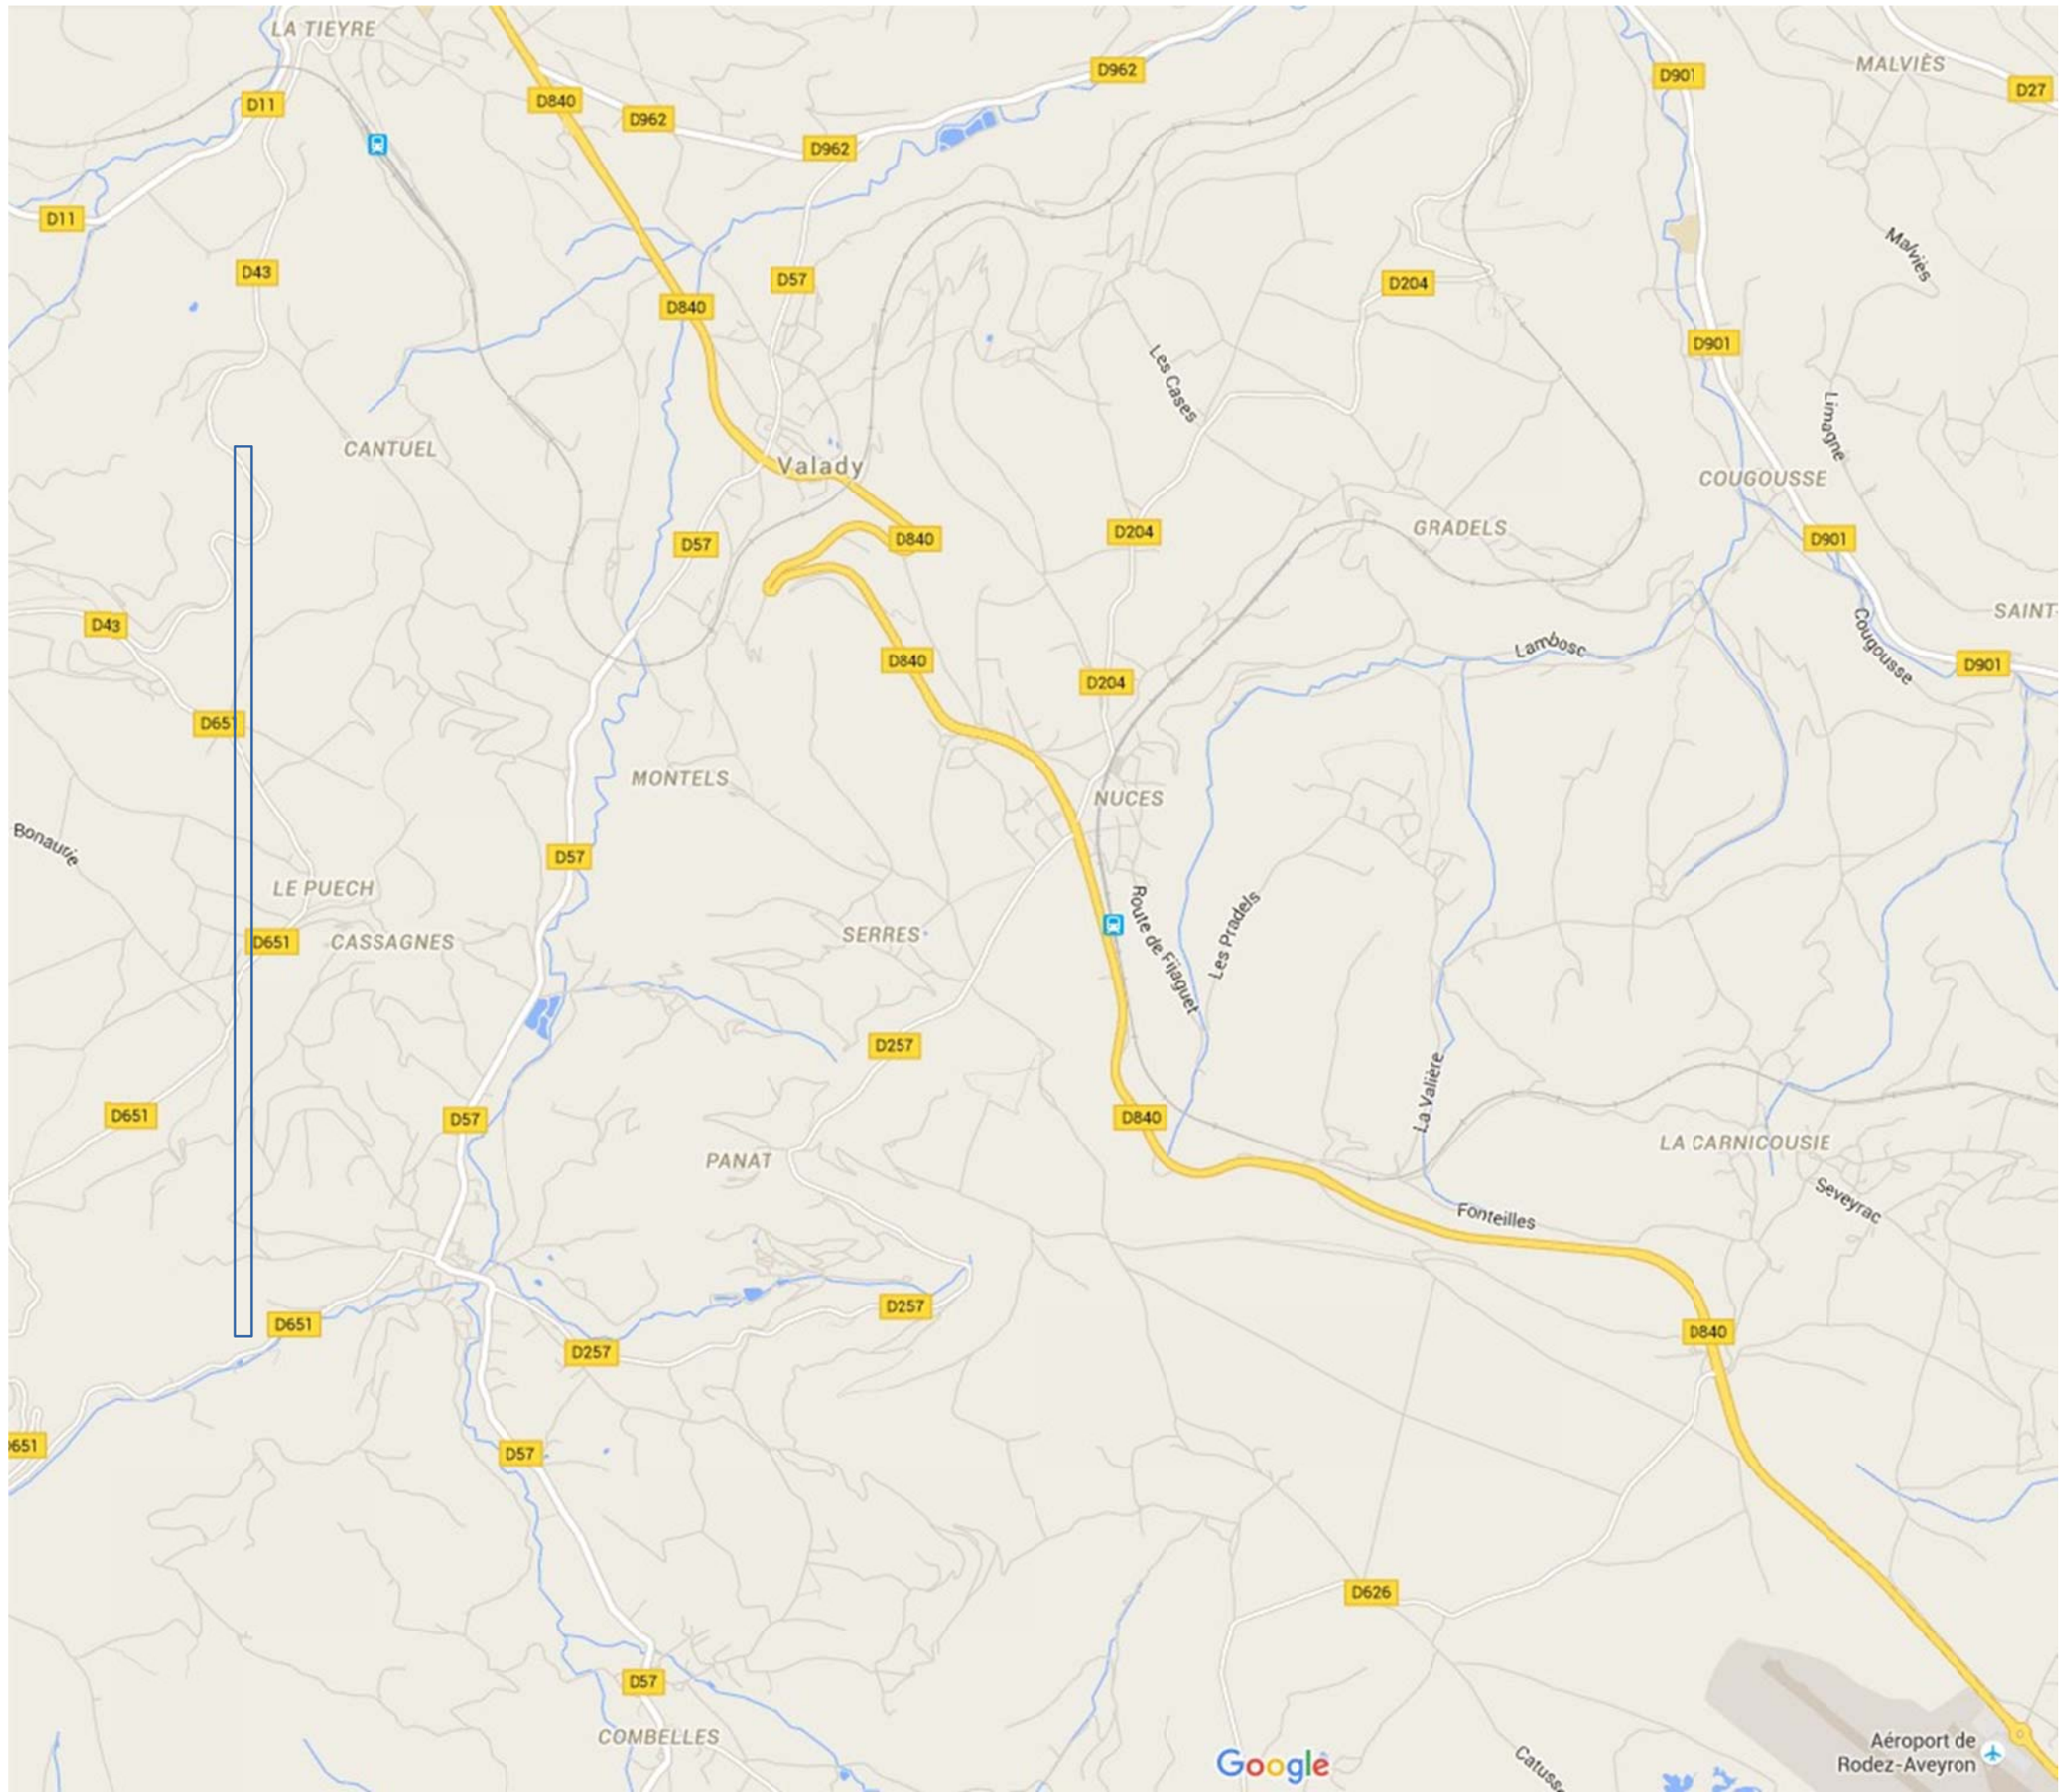 LA TIEYRE
MALVIÈS
D962
D901
D27
D840
D11
D962
D962
D11
Malviès
D43
D57
D204
D840
D901
Les Cases
Limagne
CANTUEL
Valady
COUGOUSSE
GRADELS
D204
D840
D901
D57
SAINT-
D43
Lambosc
Cougousse
D840
D901
D204
D651
MONTELS
NUCES
Bonaurie
D57
LE PUECH
SERRES
D651
CASSAGNES
Route de Fijaguet
Les Pradels
D257
La Valière
D651
D57
D840
LA CARNICOUSIE
PANAT
Seveyrac
Fonteilles
D257
D651
D840
D257
D651
D57
D626
D57
COMBELLES
Aéroport de
Rodez-Aveyron
Google